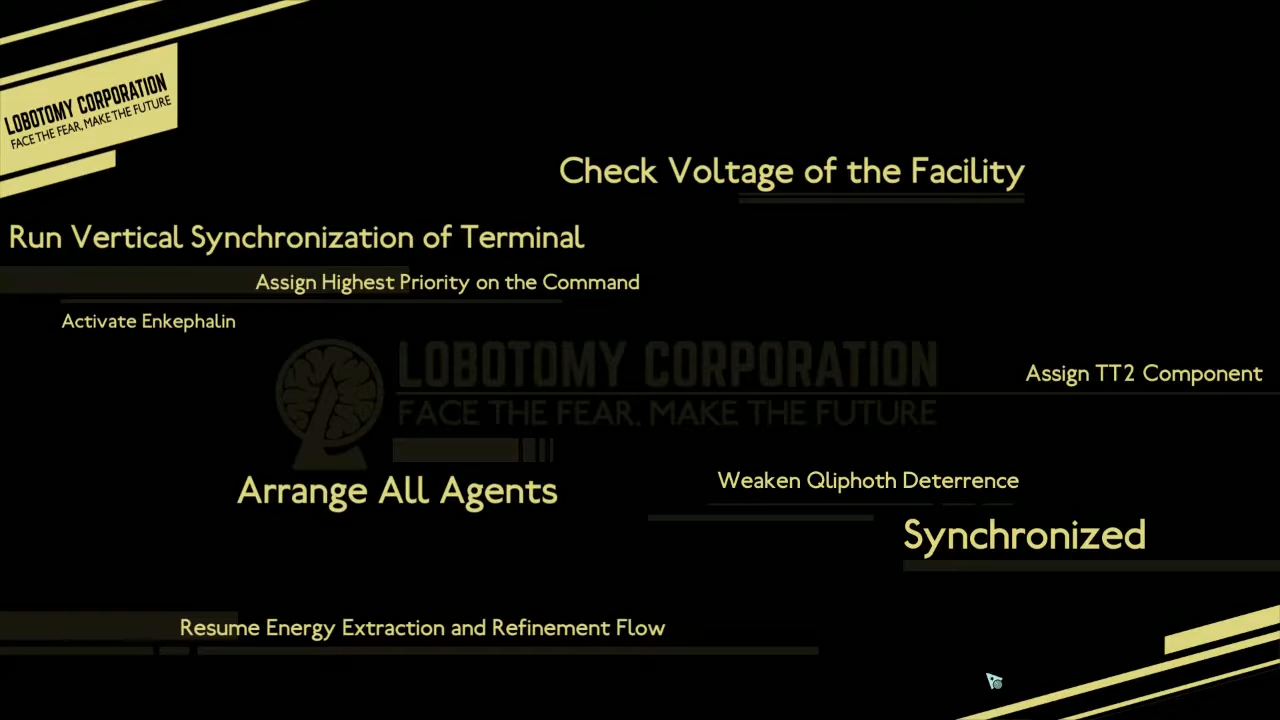 LOBOTOMY CORPORATION
FACE THE FEAR, MAKE THE FUTURE
Check Voltage of the Facility
Run Vertical Synchronization of Terminal
Assign Highest Priority on the Command
Activate Enkephalin
LOBOTOMY CORPORATION
FACE THE FEAR, MAKE THE FUTURE
Assign TT2 Component
Weaken Qliphoth Deterrence
Arrange All Agents
Synchronized
Resume Energy Extraction and Refinement Flow